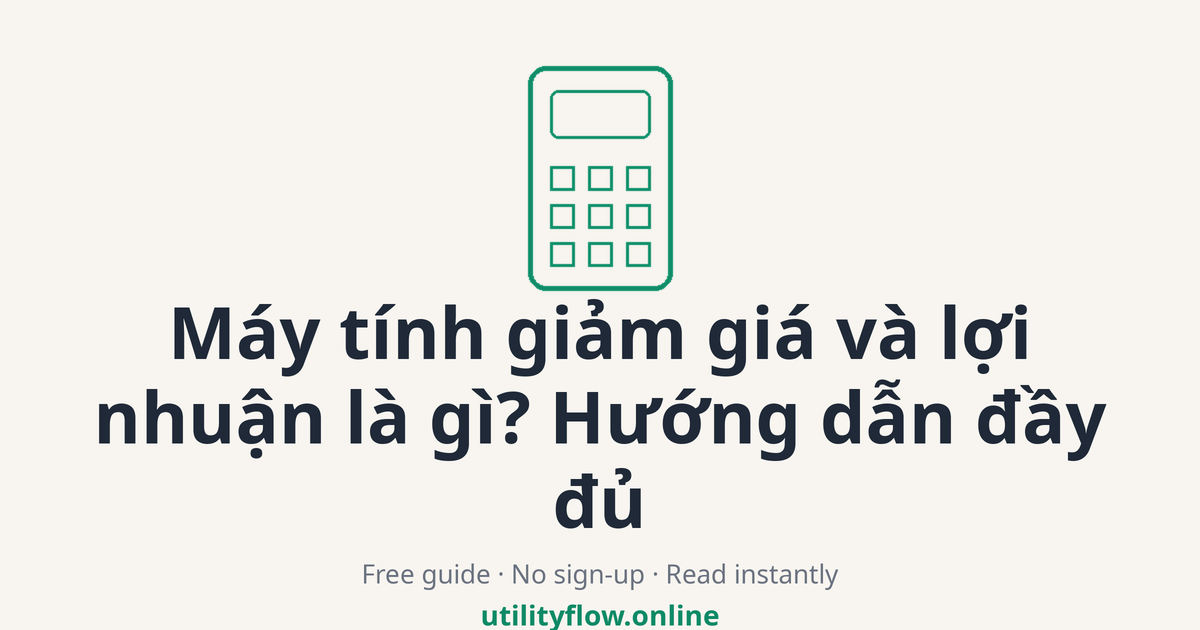 Máy tính giảm giá và lợi
nhuận là gì? Hướng dẫn đầy
đủ
Free guide · No sign-up · Read instantly
utilityflow.online